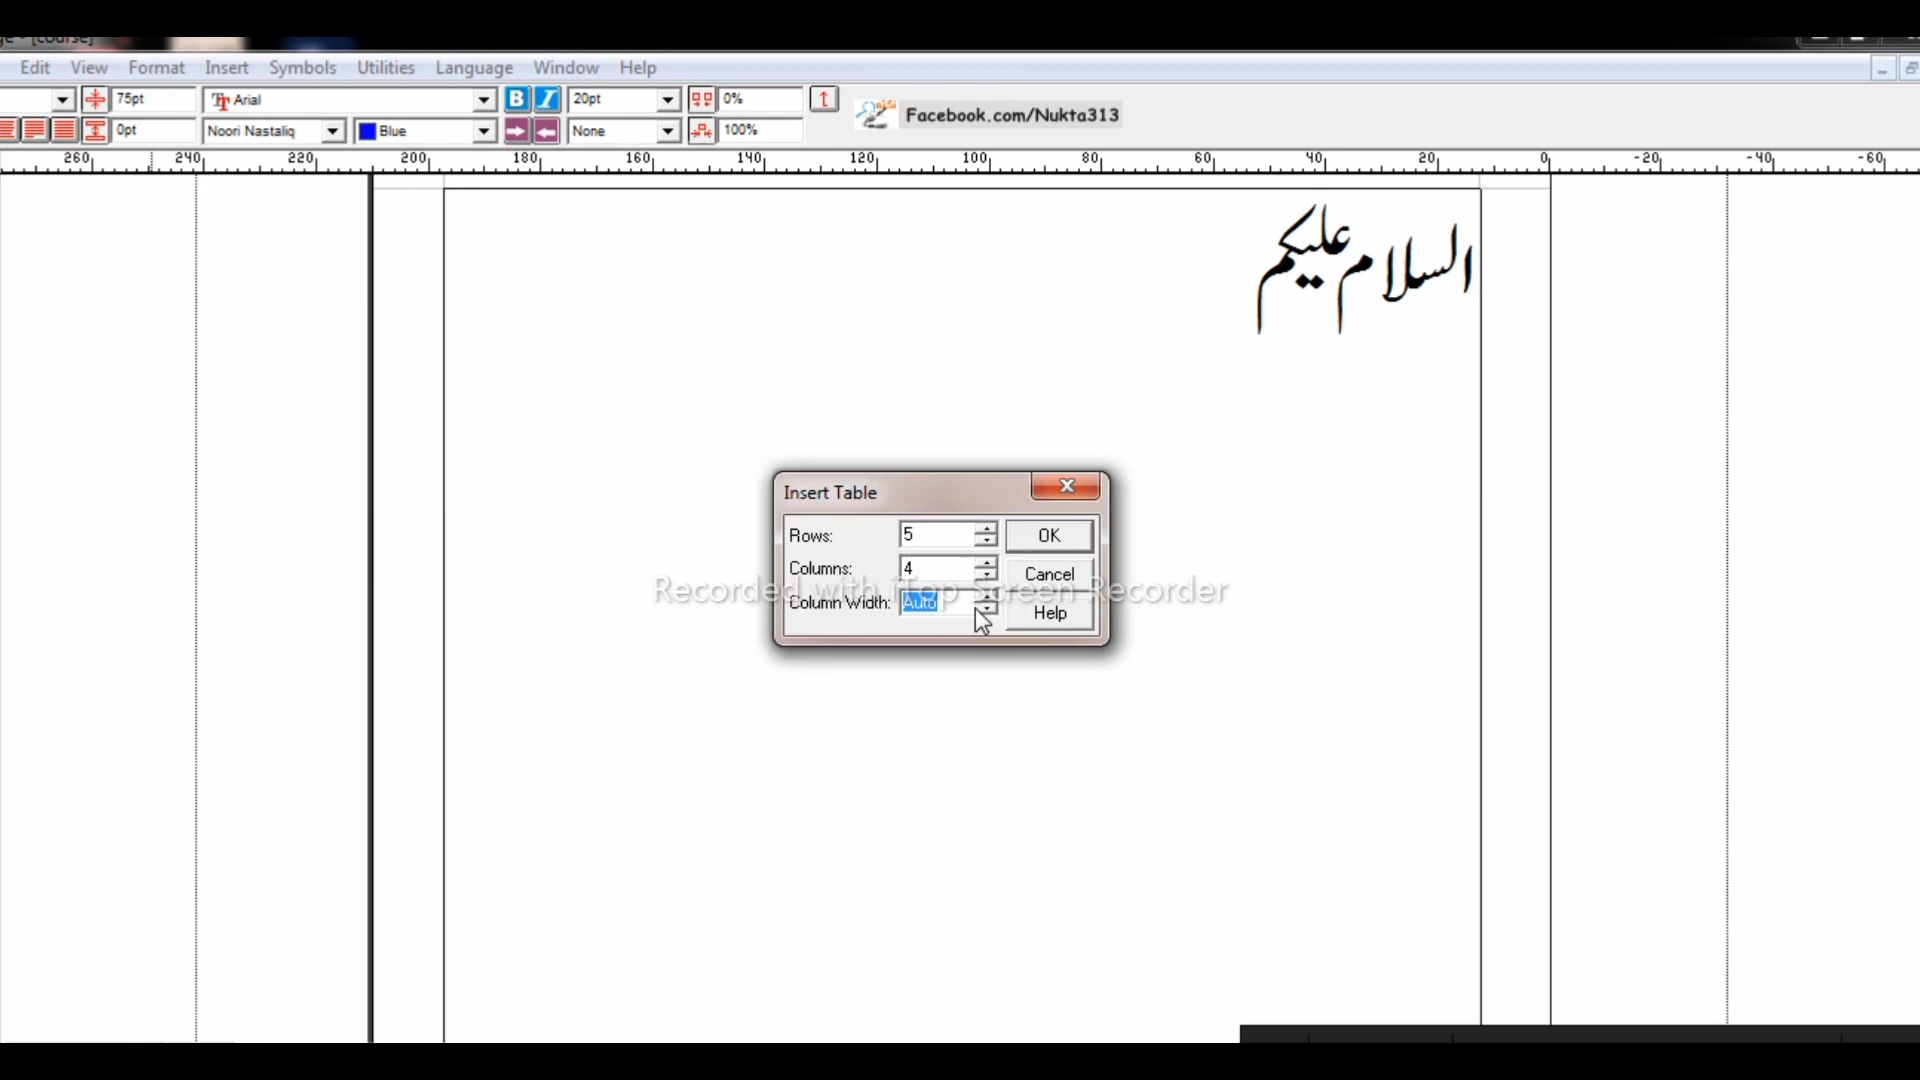 [course]
Edit View Format Insert Symbols Utilities Language Window Help
75pt Arial B I 20pt 0%
Facebook.com/Nukta313
0pt Noori Nastaliq Blue None 100%
260 240 220 200 180 160 140 120 100 80 60 40 20 0 -20 -40 -60
السلام علیکم
Insert Table
Rows: 5 OK
Columns: 4 Cancel
Recorded with iTop Screen Recorder
Column Width: Auto Help